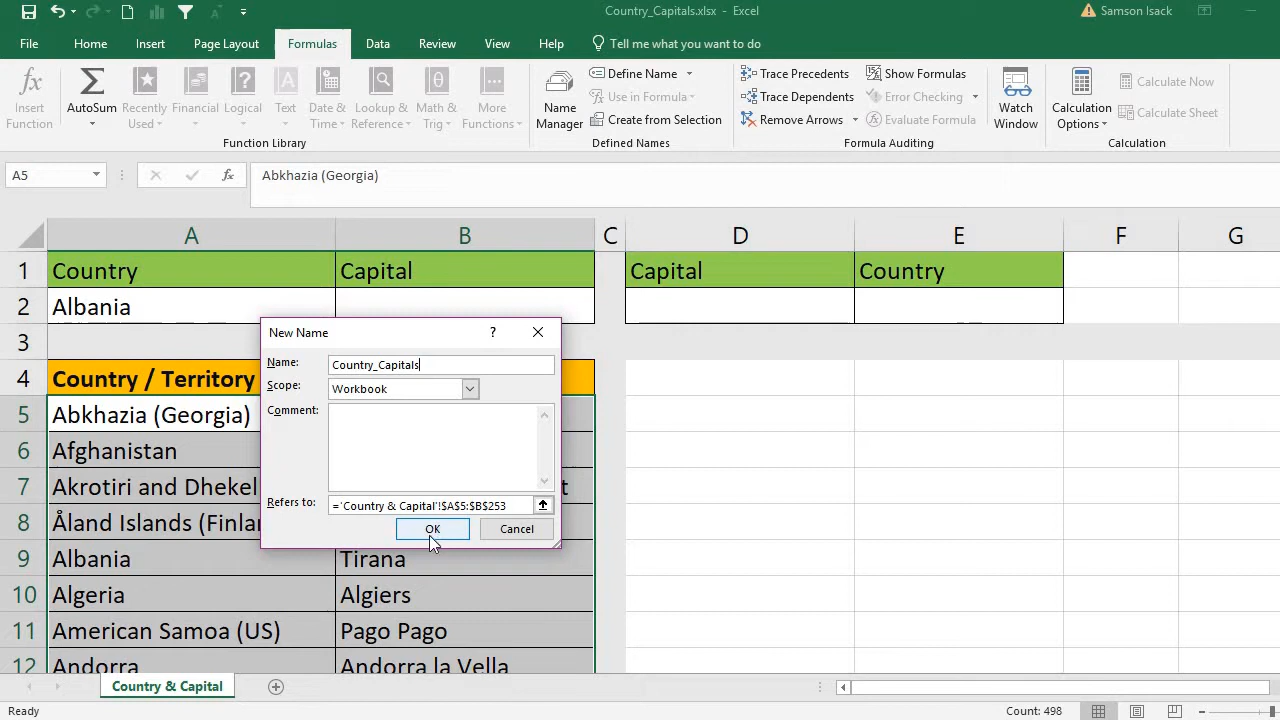 Country_Capitals.xlsx - Excel
Samson Isack
File Home Insert Page Layout Formulas Data Review View Help Tell me what you want to do
Insert Function
AutoSum
Recently Used
Financial
Logical
Text
Date & Time
Lookup & Reference
Math & Trig
More Functions
Function Library
Name Manager
Define Name
Use in Formula
Create from Selection
Defined Names
Trace Precedents
Trace Dependents
Remove Arrows
Show Formulas
Error Checking
Evaluate Formula
Formula Auditing
Watch Window
Calculation Options
Calculate Now
Calculate Sheet
Calculation
A5 fx Abkhazia (Georgia)
A B C D E F G
1 Country Capital Capital Country
2 Albania
3
4 Country / Territory
5 Abkhazia (Georgia)
6 Afghanistan
7 Akrotiri and Dhekel t
8 Åland Islands (Finlan
9 Albania Tirana
10 Algeria Algiers
11 American Samoa (US) Pago Pago
12 Andorra Andorra la Vella
New Name ?
Name: Country_Capitals
Scope: Workbook
Comment:
Refers to: ='Country & Capital'!$A$5:$B$253
OK Cancel
Country & Capital
Ready Count: 498